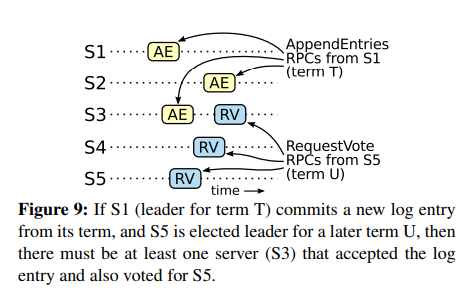 S1 AE AppendEntries
RPCs from S1
S2 AE (term T)
S3 AE RV
S4 RV RequestVote
RPCs from S5
S5 RV (term U)
time
Figure 9: If S1 (leader for term T) commits a new log entry
from its term, and S5 is elected leader for a later term U, then
there must be at least one server (S3) that accepted the log
entry and also voted for S5.